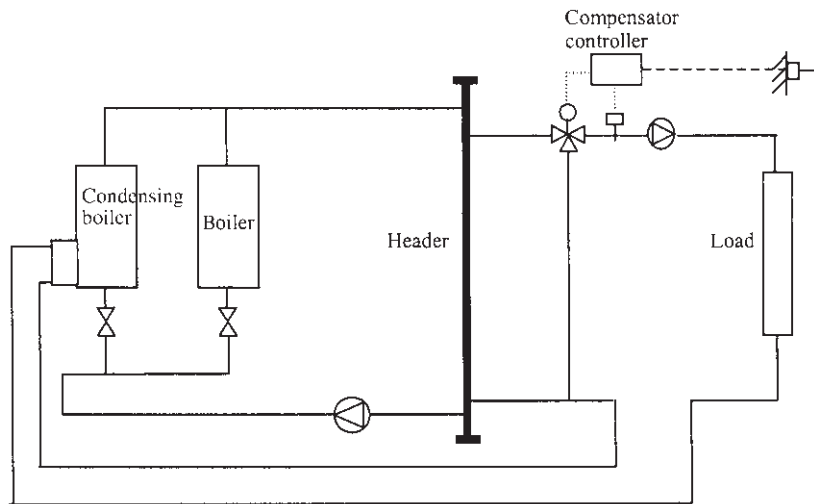 Compensator
controller
Condensing
boiler
Boiler
Header
Load